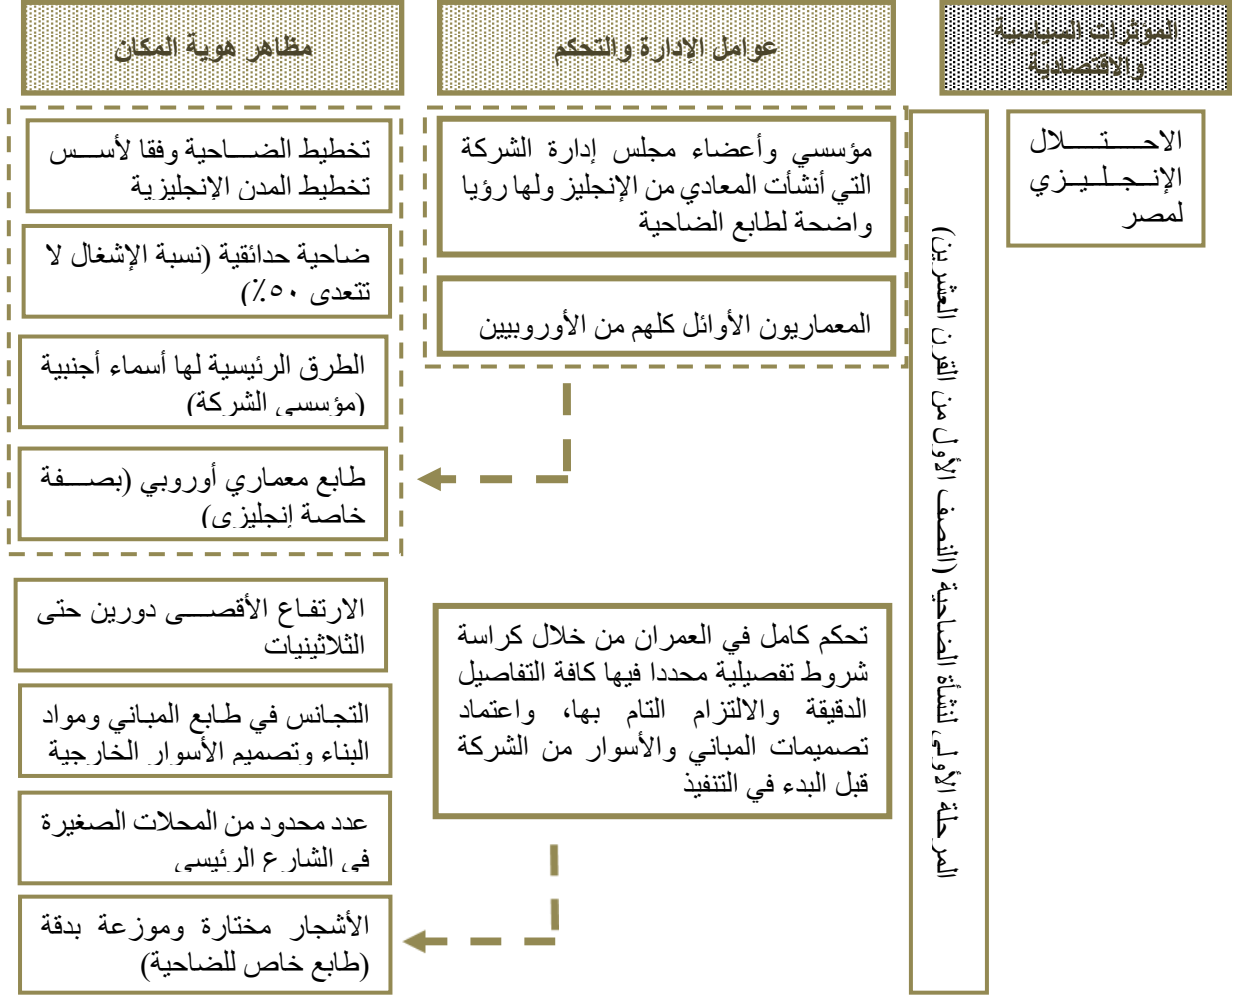 المؤثرات السياسية
والاقتصادية
عوامل الإدارة والتحكم
مظاهر هوية المكان
الاحتلال
الإنجليزي
لمصر
المرحلة الأولى لنشأة الضاحية (النصف الأول من القرن العشرين)
مؤسسي وأعضاء مجلس إدارة الشركة
التي أنشأت المعادي من الإنجليز ولها رؤيا
واضحة لطابع الضاحية
المعماريون الأوائل كلهم من الأوروبيين
تحكم كامل في العمران من خلال كراسة
شروط تفصيلية محددا فيها كافة التفاصيل
الدقيقة والالتزام التام بها، واعتماد
تصميمات المباني والأسوار من الشركة
قبل البدء في التنفيذ
تخطيط الضاحية وفقا لأسس
تخطيط المدن الإنجليزية
ضاحية حدائقية (نسبة الإشغال لا
تتعدى ٥٠٪)
الطرق الرئيسية لها أسماء أجنبية
(مؤسسي الشركة)
طابع معماري أوروبي (بصفة
خاصة إنجليزي)
الارتفاع الأقصى دورين حتى
الثلاثينيات
التجانس في طابع المباني ومواد
البناء وتصميم الأسوار الخارجية
عدد محدود من المحلات الصغيرة
في الشارع الرئيسي
الأشجار مختارة وموزعة بدقة
(طابع خاص للضاحية)